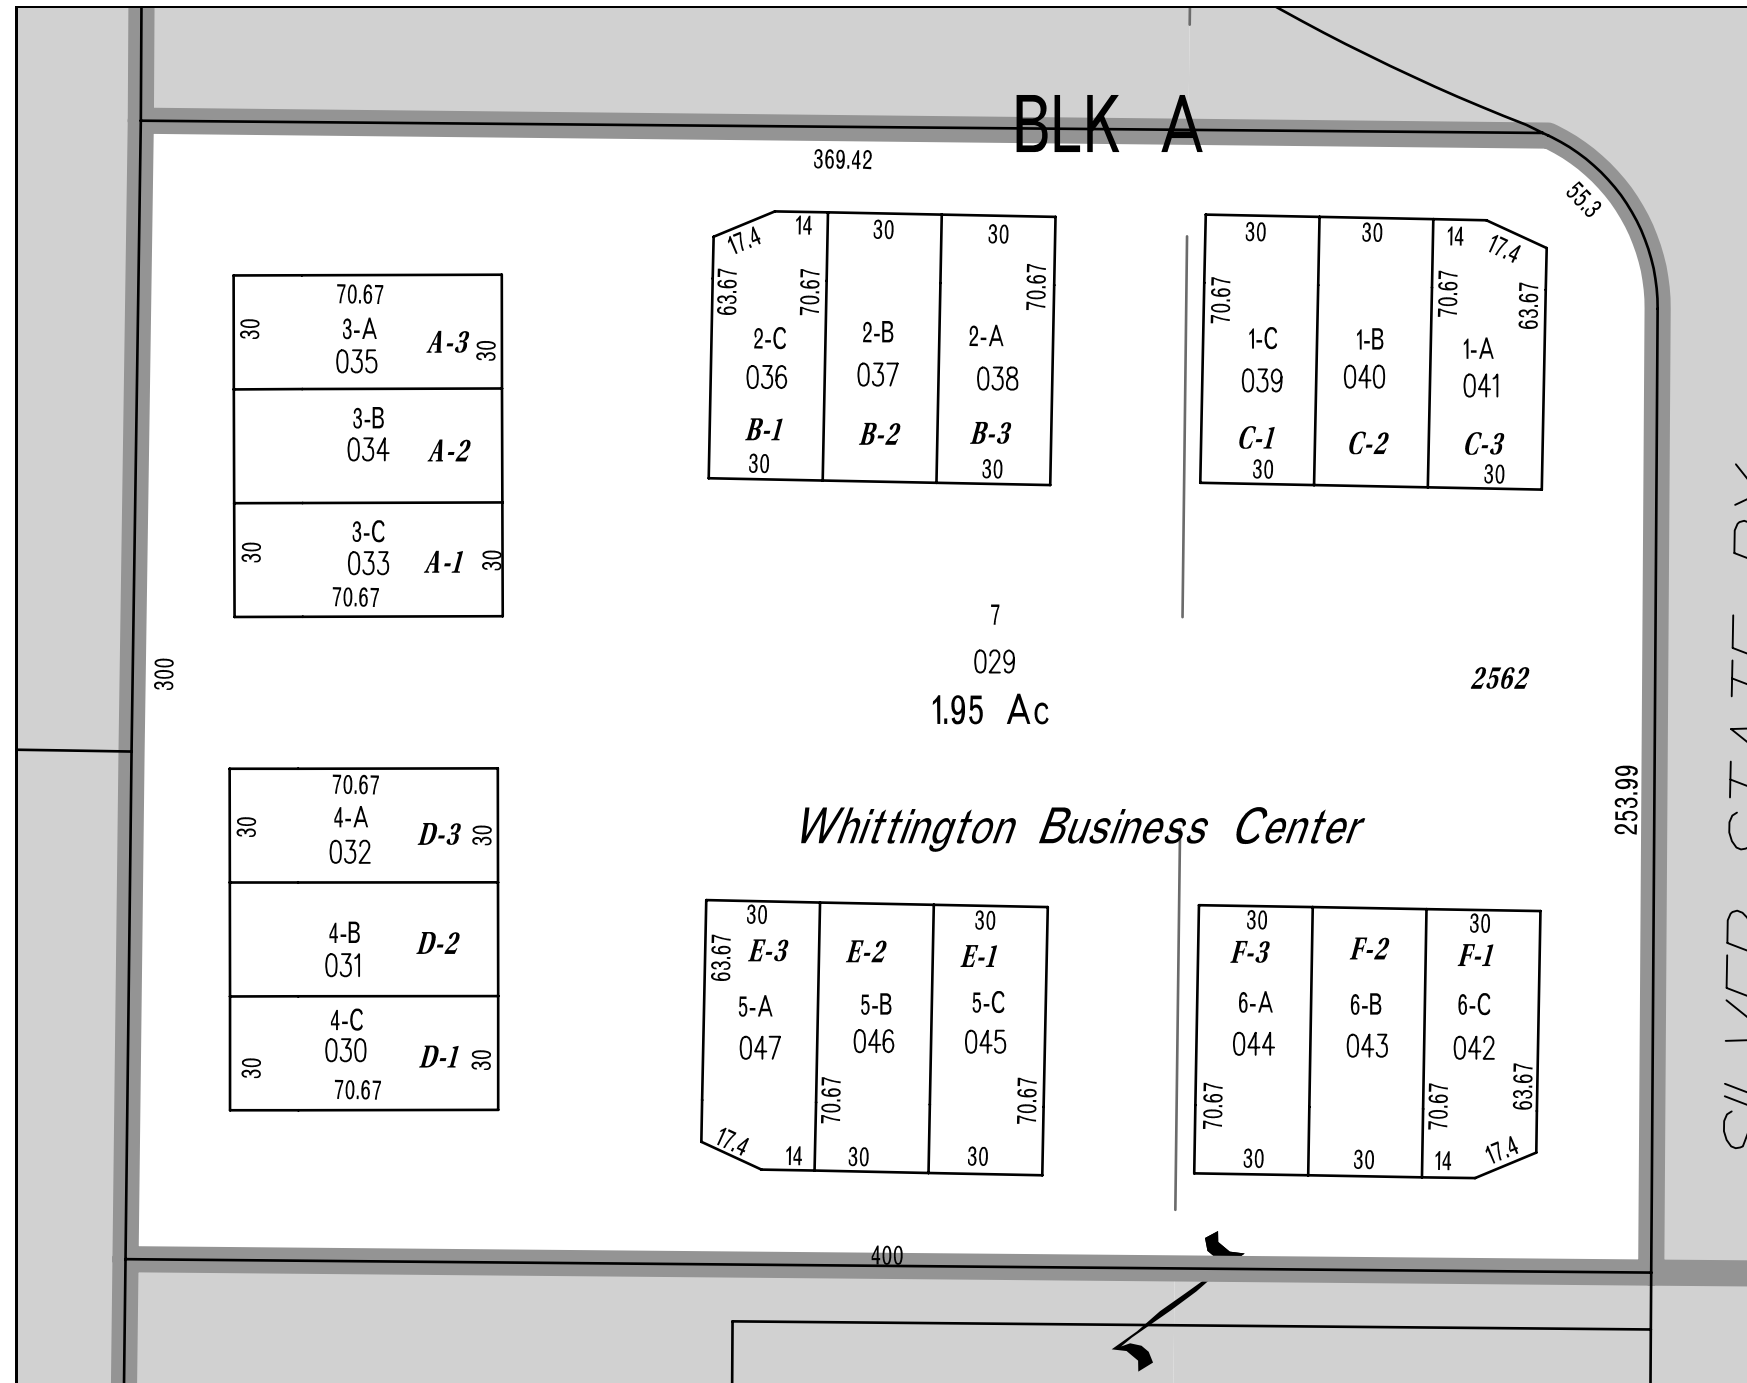 BLK A
369.42
55.3
17.4
14
30
30
63.67
70.67
70.67
2-C
036
B-1
30
2-B
037
B-2
2-A
038
B-3
30
30
30
14
17.4
70.67
70.67
63.67
1-C
039
C-1
30
1-B
040
C-2
1-A
041
C-3
30
70.67
30
3-A
035
A-3
30
3-B
034
A-2
30
3-C
033
A-1
30
70.67
300
7
029
1.95 Ac
2562
253.99
Whittington Business Center
70.67
30
4-A
032
D-3
30
4-B
031
D-2
4-C
030
D-1
30
30
70.67
30
30
63.67
E-3
E-2
E-1
5-A
047
5-B
046
5-C
045
70.67
70.67
17.4
14
30
30
30
30
F-3
F-2
F-1
6-A
044
6-B
043
6-C
042
70.67
70.67
63.67
30
30
14
17.4
400
SILVER STATE